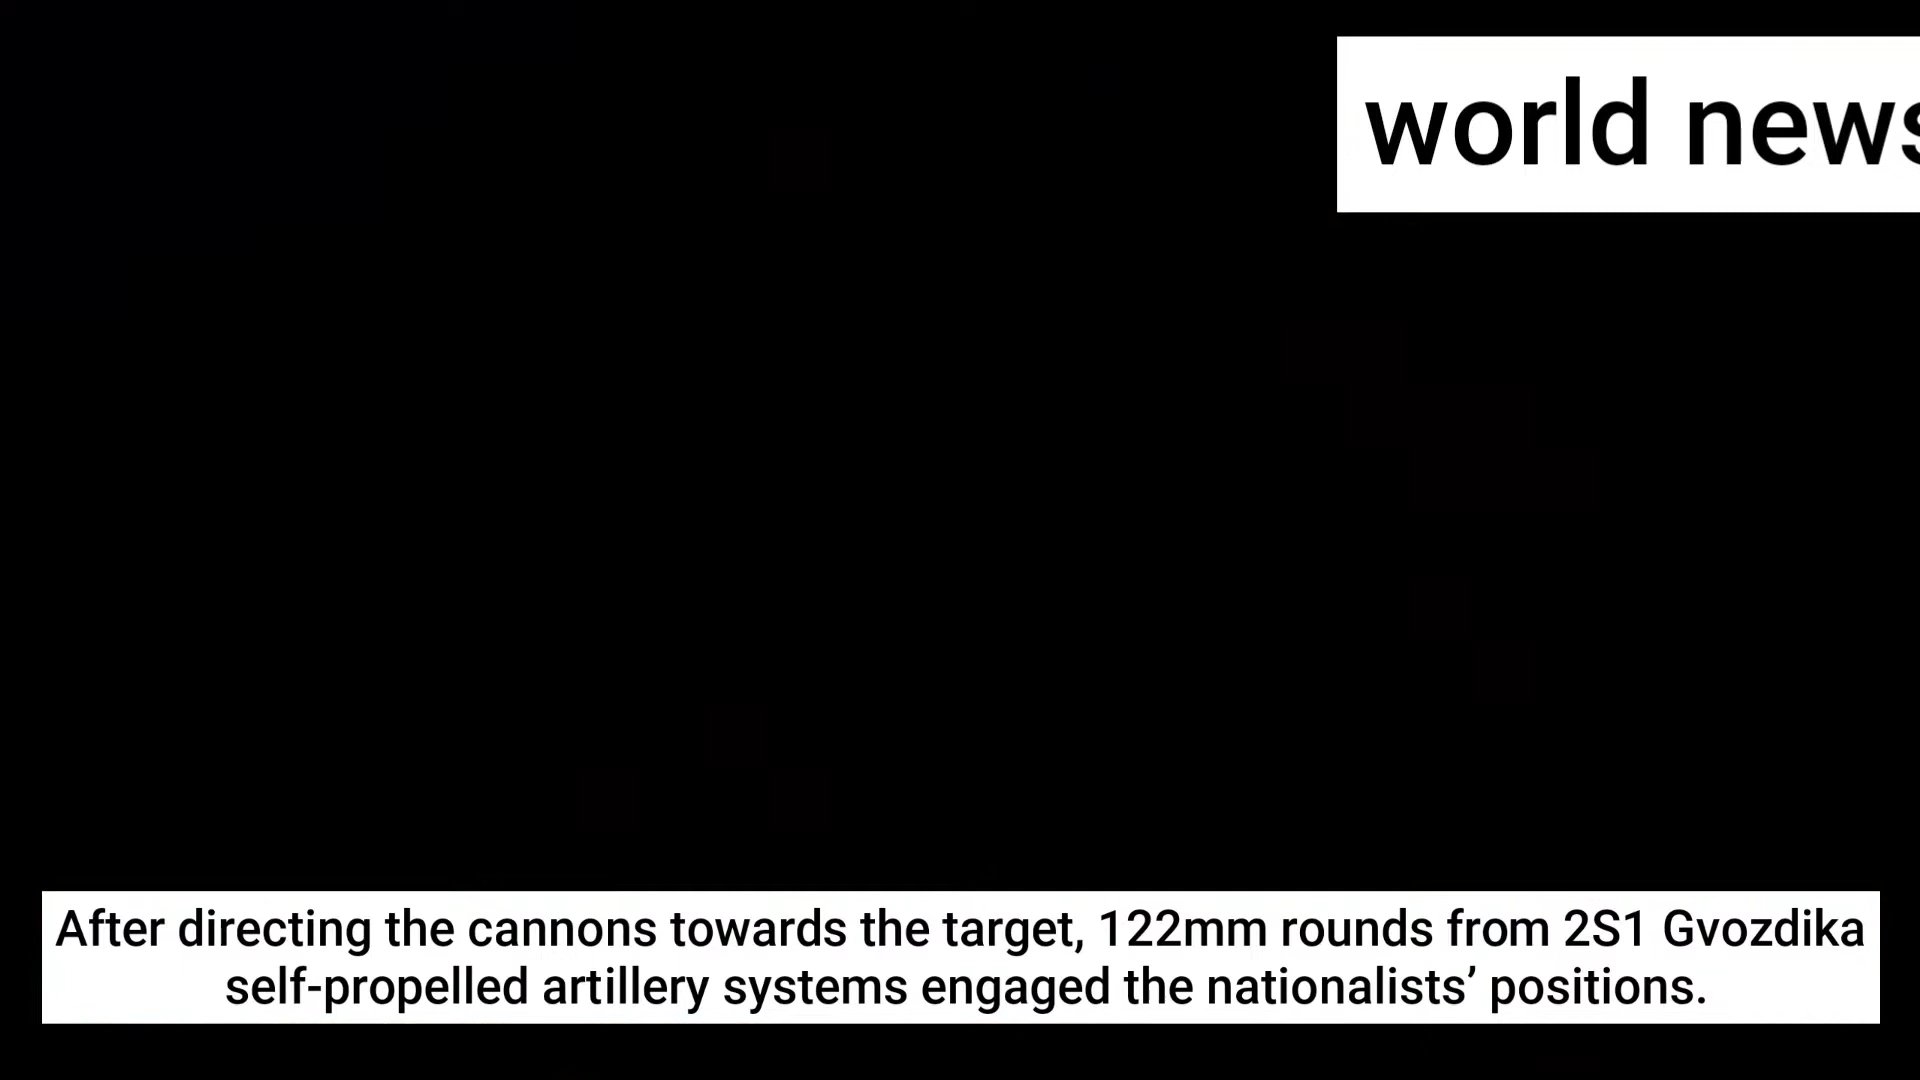 world news
After directing the cannons towards the target, 122mm rounds from 2S1 Gvozdika
self-propelled artillery systems engaged the nationalists’ positions.